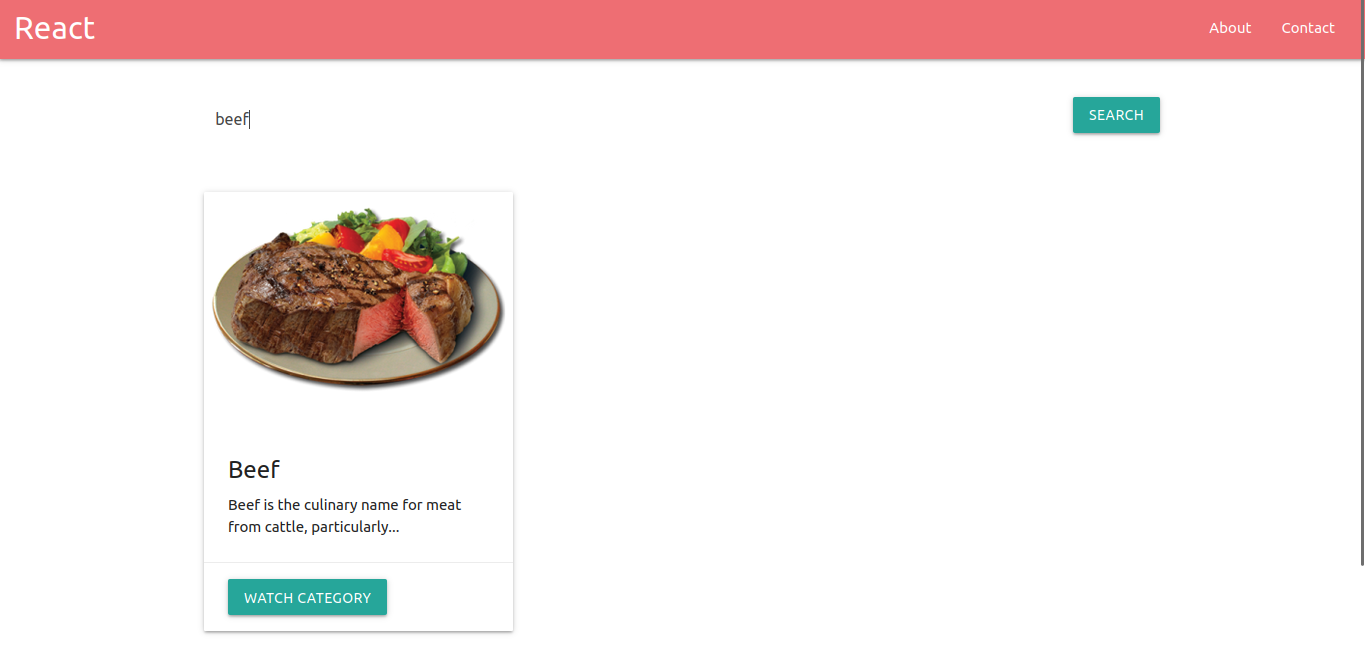 React
About
Contact
beef
SEARCH
Beef
Beef is the culinary name for meat
from cattle, particularly...
WATCH CATEGORY